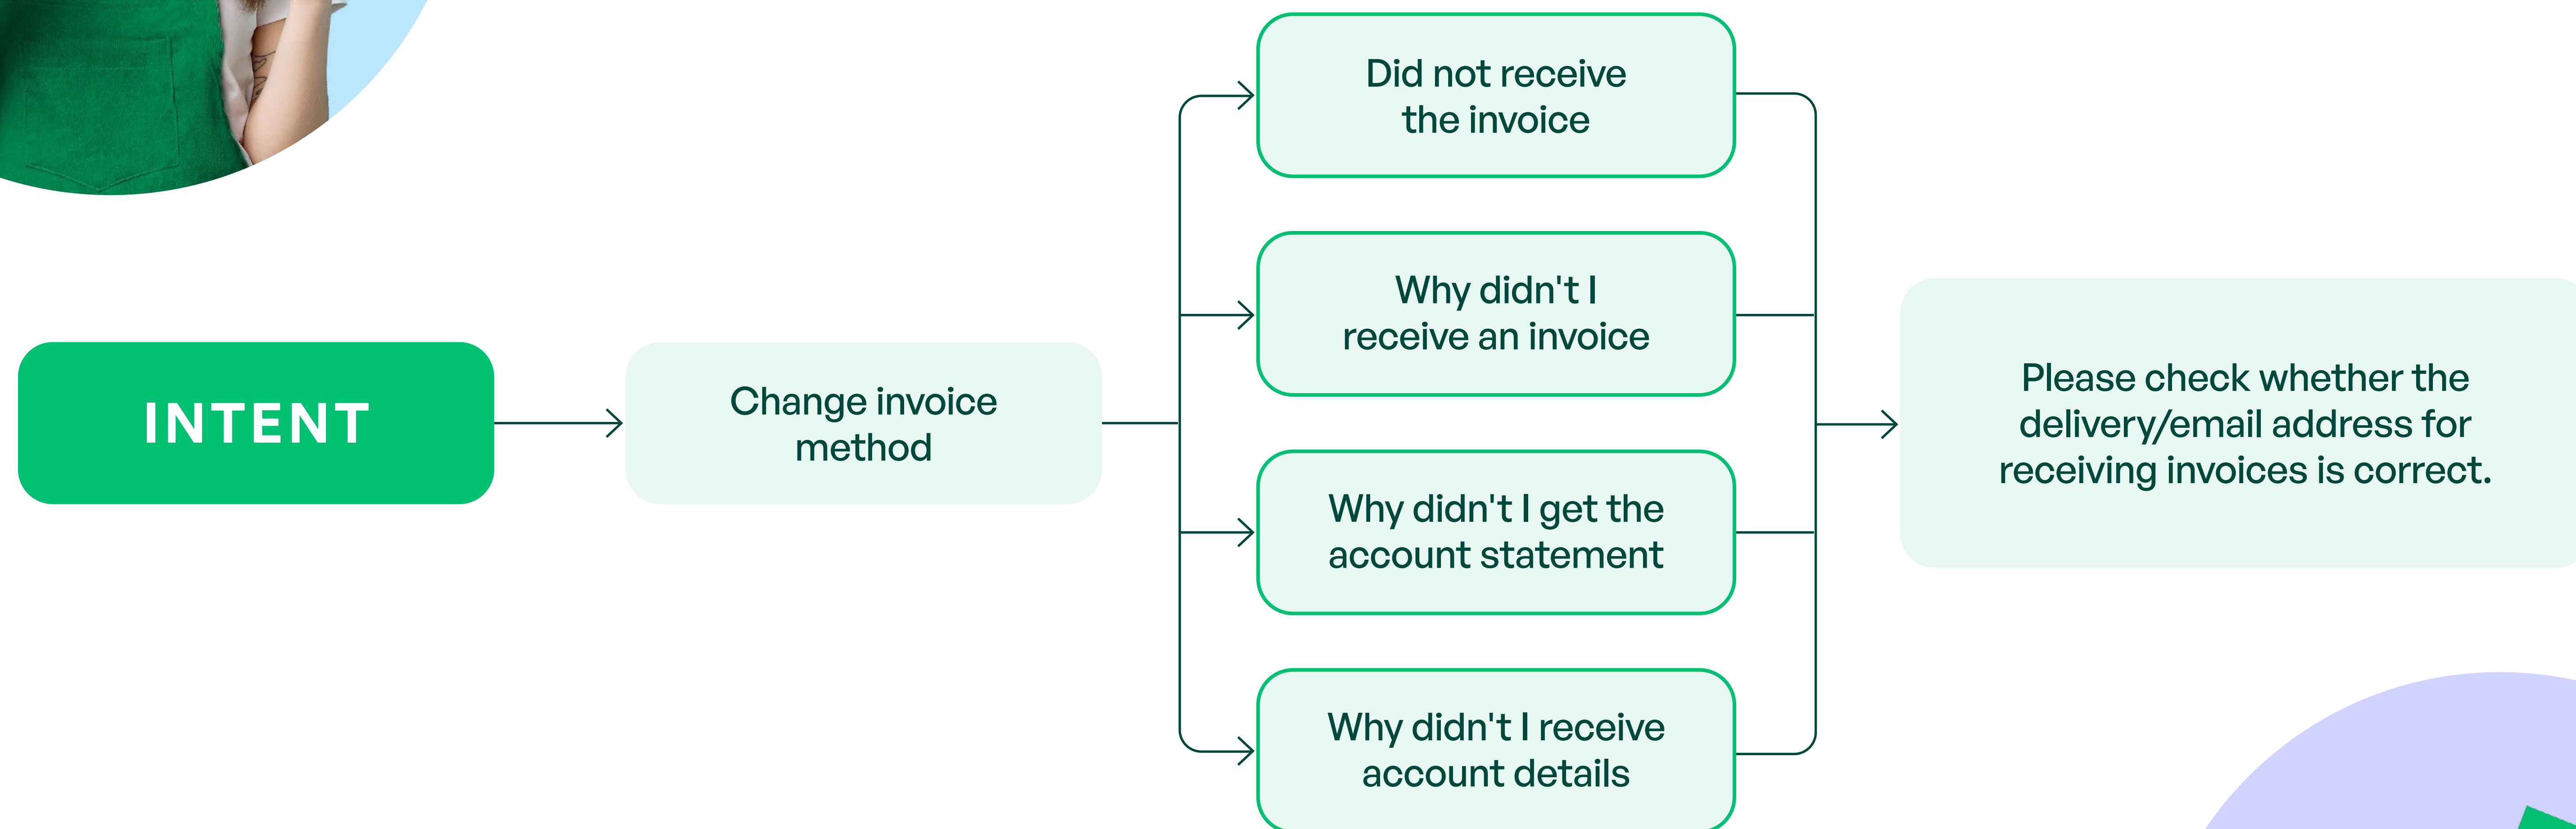 Did not receive
the invoice
Why didn't I
receive an invoice
INTENT
Change invoice
method
Please check whether the
delivery/email address for
receiving invoices is correct.
Why didn't I get the
account statement
Why didn't I receive
account details